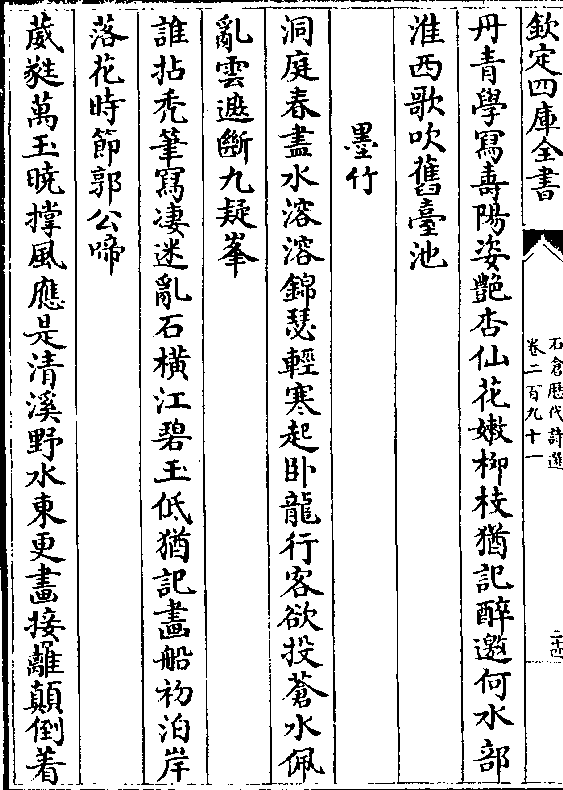 欽定四庫全書
石倉歴代詩選
卷二百九十一
二十四
丹青學寫壽陽姿艷杏仙花嫩柳枝猶記醉邀何水部
淮西歌吹舊臺池
墨竹
洞庭春盡水溶溶錦瑟輕寒起卧龍行客欲投蒼水佩
亂雲遮斷九疑峯
誰拈秃筆寫淒迷亂石横江碧玉低猶記畫船初泊岸
落花時節郭公啼
葳蕤萬玉曉撑風應是清溪野水東更畫接䍦顛倒着